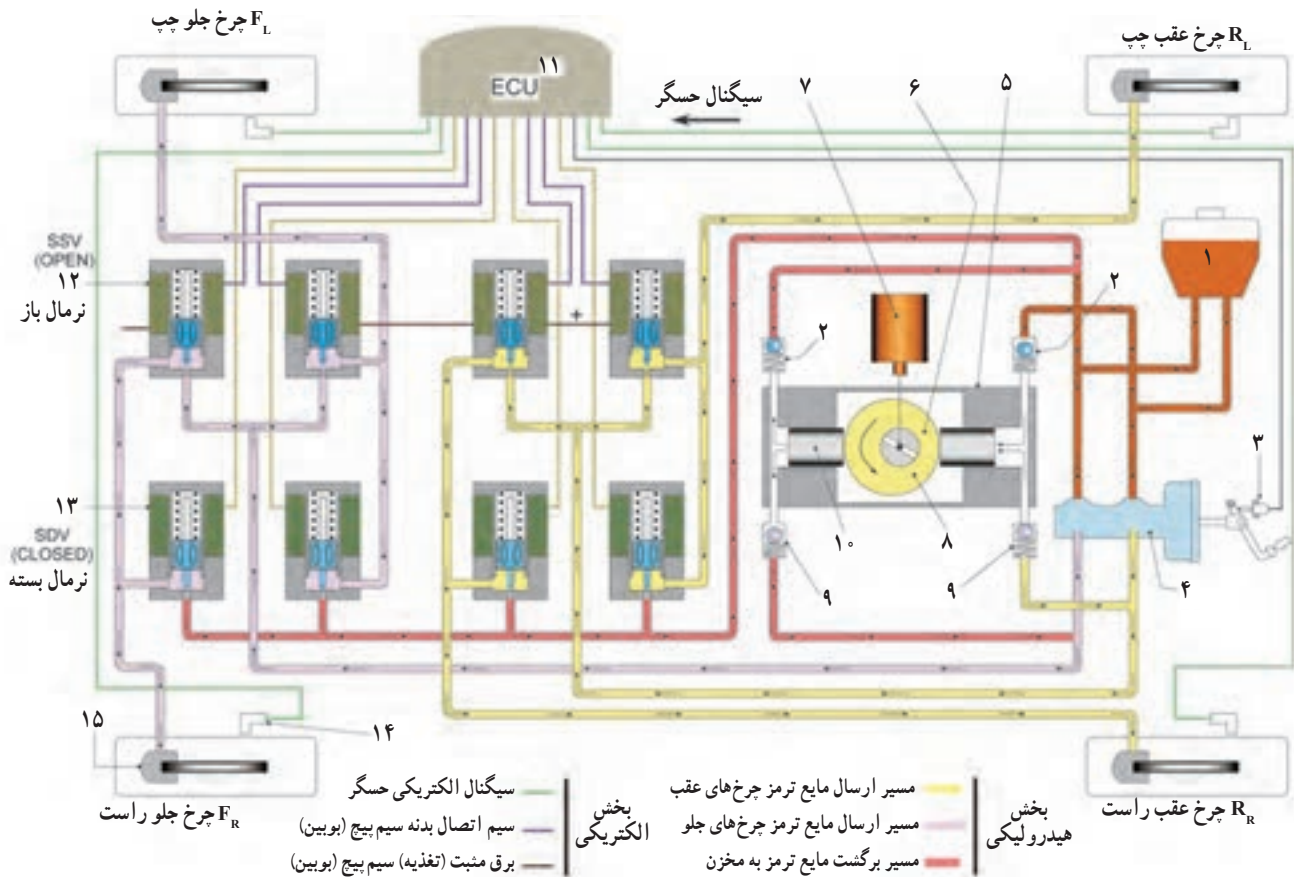 چرخ جلو چپ F_L
چرخ عقب چپ R_L
۱۱
ECU
سیگنال حسگر
۷
۶
۵
SSV
(OPEN)
۱۲
نرمال باز
+
۱
۲
۲
۳
۱۳
SDV
(CLOSED)
نرمال بسته
۱۰
۸
۹
۹
۴
۱۵
۱۴
چرخ جلو راست F_R
چرخ عقب راست R_R
بخش هیدرولیکی
مسیر ارسال مایع ترمز چرخ‌های عقب
مسیر ارسال مایع ترمز چرخ‌های جلو
مسیر برگشت مایع ترمز به مخزن
بخش الکتریکی
سیگنال الکتریکی حسگر
سیم اتصال بدنه سیم پیچ (بوبین)
برق مثبت (تغذیه) سیم پیچ (بوبین)